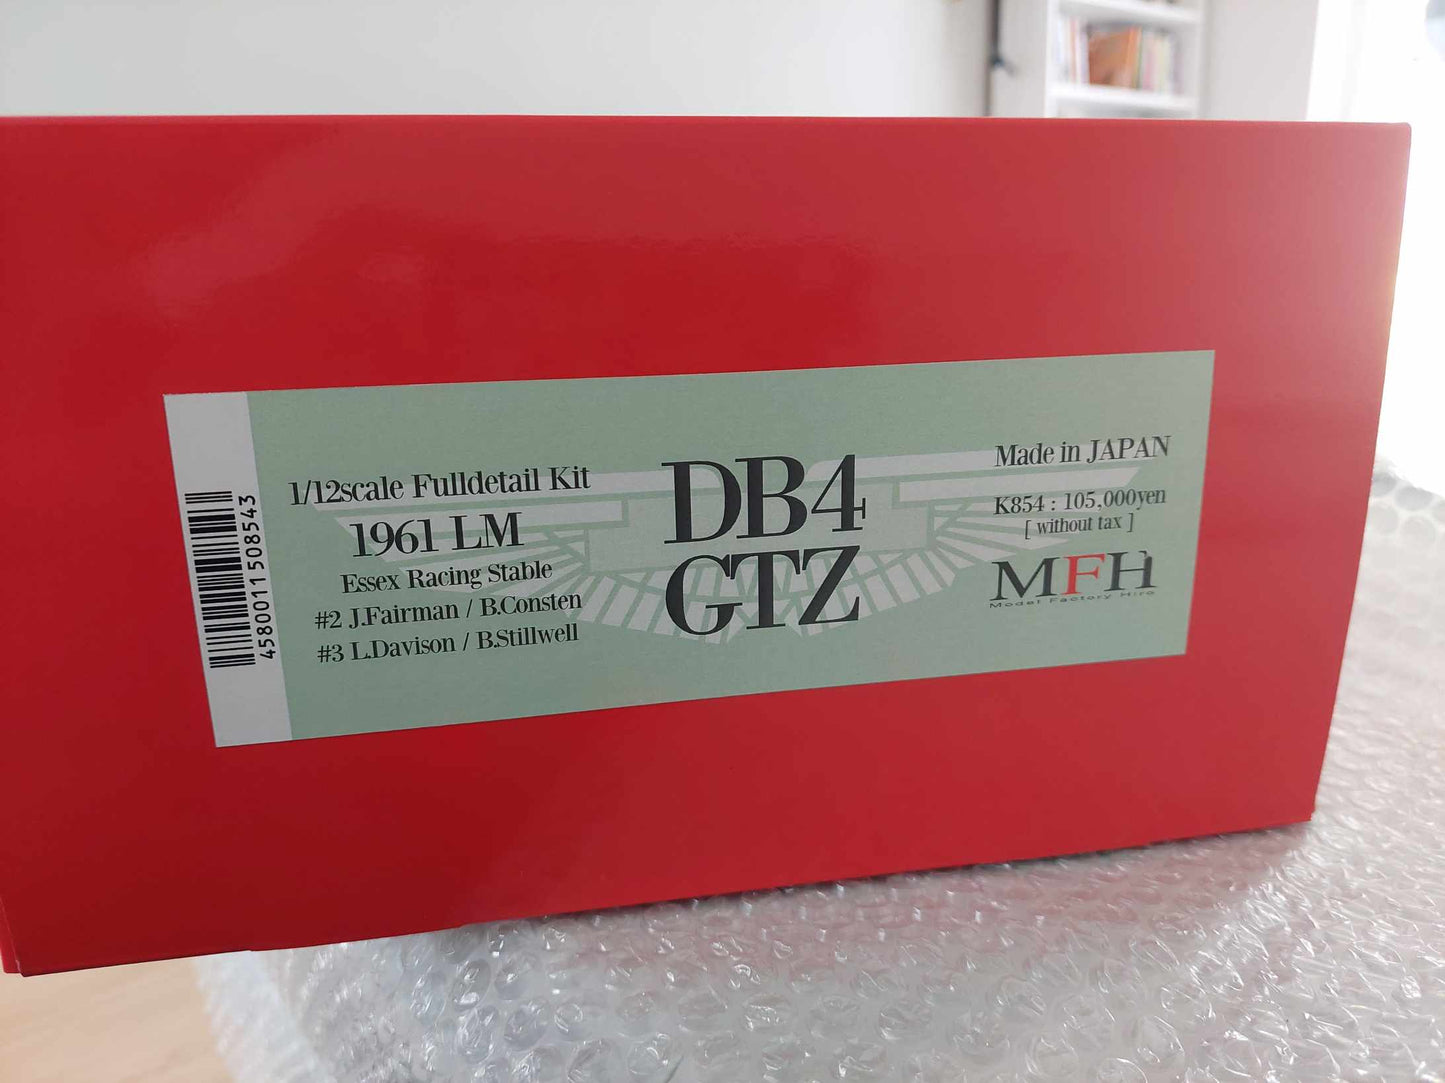 1/12scale Fulldetail Kit
1961 LM
Essex Racing Stable
#2 J.Fairman / B.Consten
#3 L.Davison / B.Stillwell
DB4
GTZ
Made in JAPAN
K854 : 105,000yen
[ without tax ]
MFH
Model Factory Hiro
4580011508543